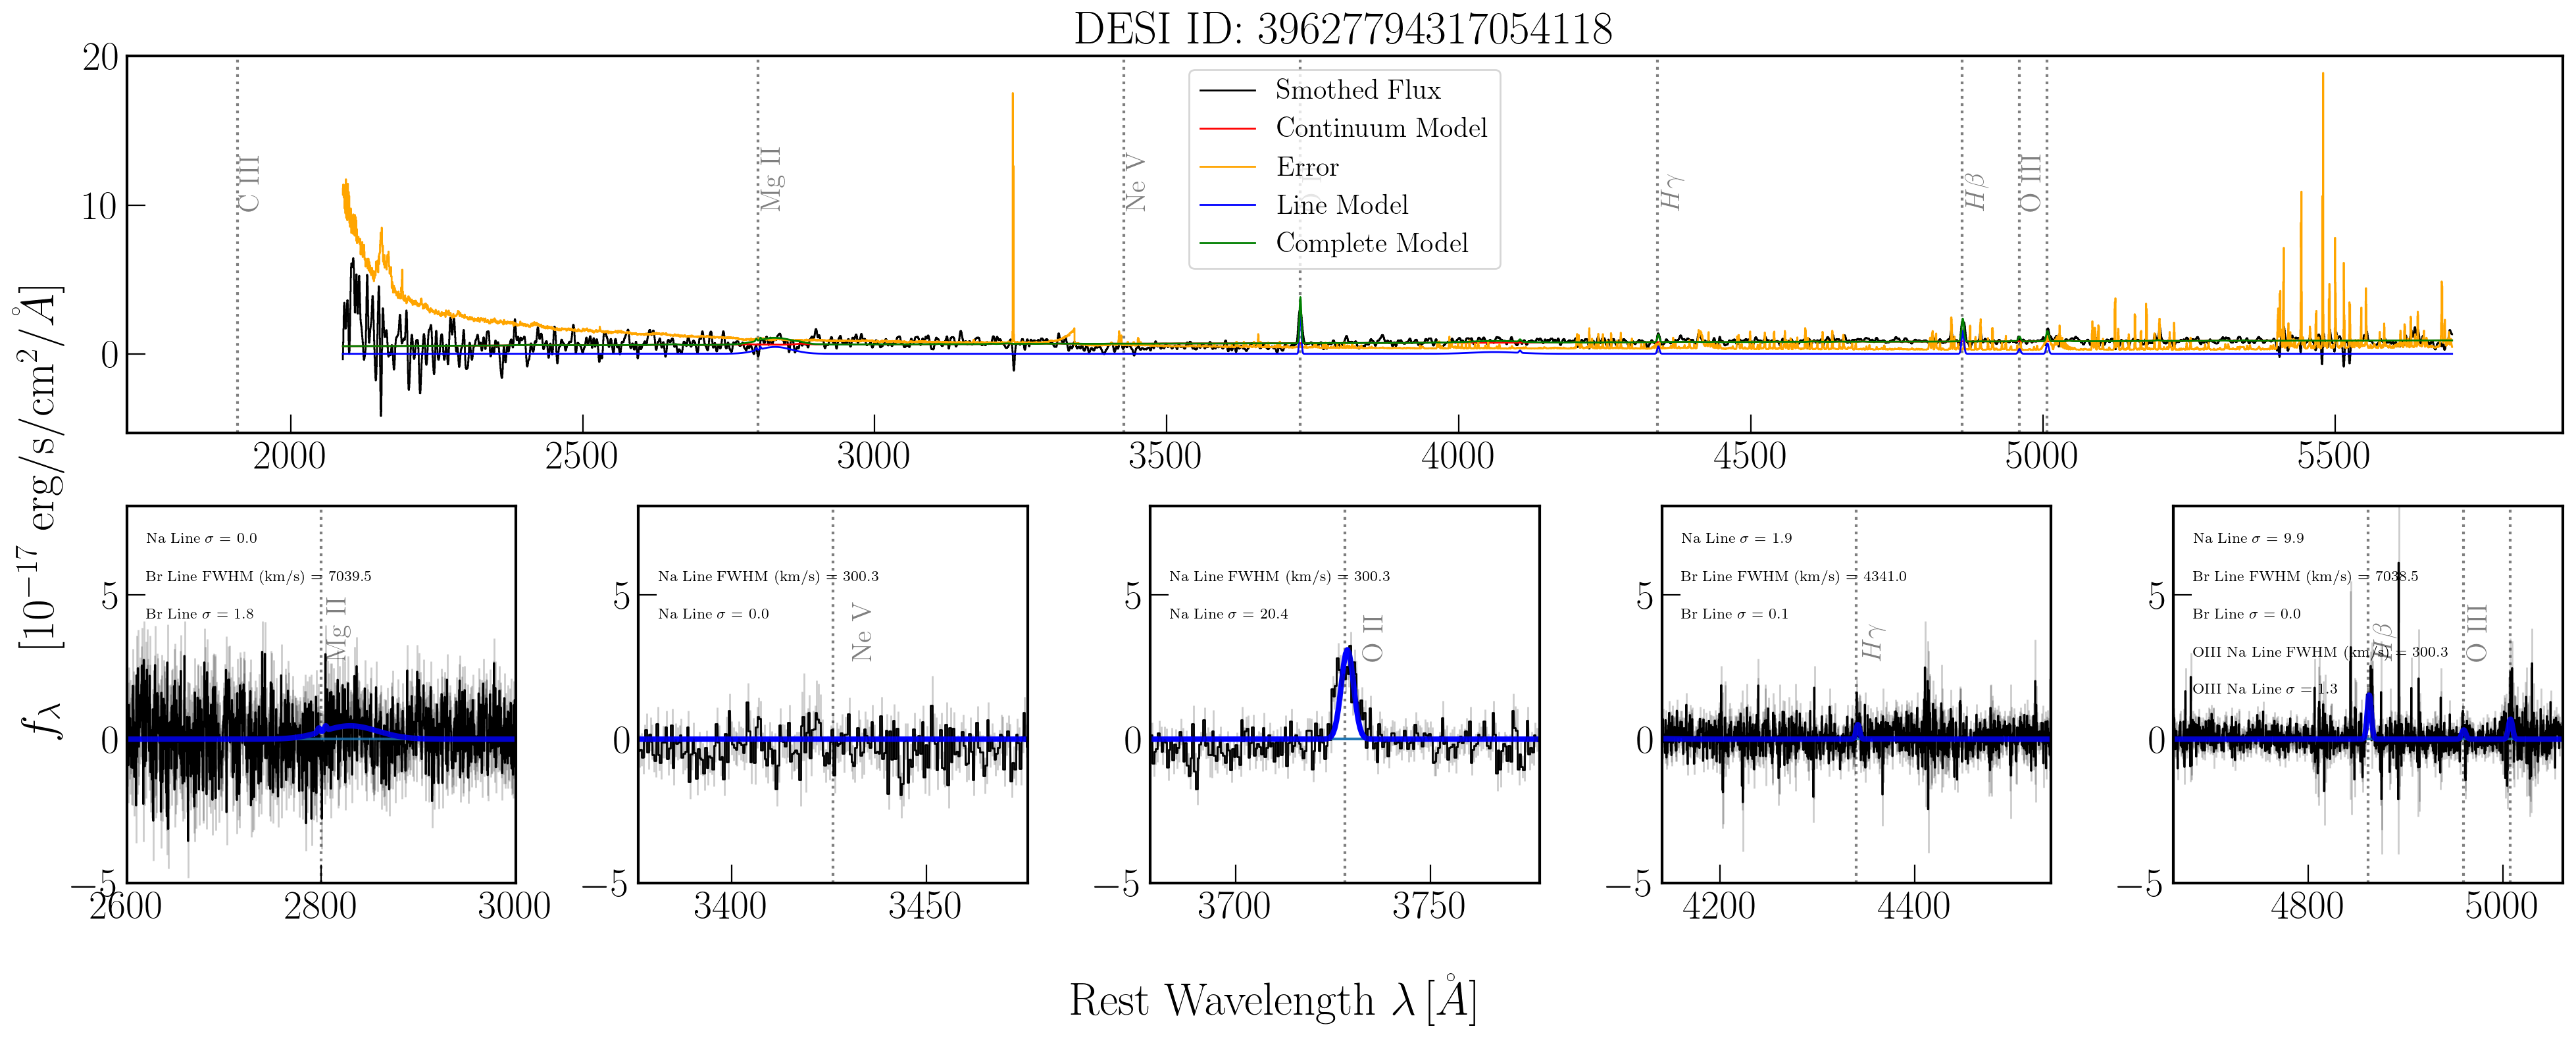 DESI ID: 39627794317054118
20
10
0
C III
Mg II
Ne V
Hγ
Hβ
O III
Smothed Flux
Continuum Model
Error
Line Model
Complete Model
2000 2500 3000 3500 4000 4500 5000 5500
f_λ [10^{-17} erg/s/cm^2/Å]
5
0
−5
Na Line σ = 0.0
Br Line FWHM (km/s) = 7039.5
Br Line σ = 1.8
Mg II
2600 2800 3000
5
0
−5
Na Line FWHM (km/s) = 300.3
Na Line σ = 0.0
Ne V
3400 3450
5
0
−5
Na Line FWHM (km/s) = 300.3
Na Line σ = 20.4
O II
3700 3750
5
0
−5
Na Line σ = 1.9
Br Line FWHM (km/s) = 4341.0
Br Line σ = 0.1
Hγ
4200 4400
5
0
−5
Na Line σ = 9.9
Br Line FWHM (km/s) = 7038.5
Br Line σ = 0.0
OIII Na Line FWHM (km/s) = 300.3
OIII Na Line σ = 1.3
Hβ
O III
4800 5000
Rest Wavelength λ [Å]